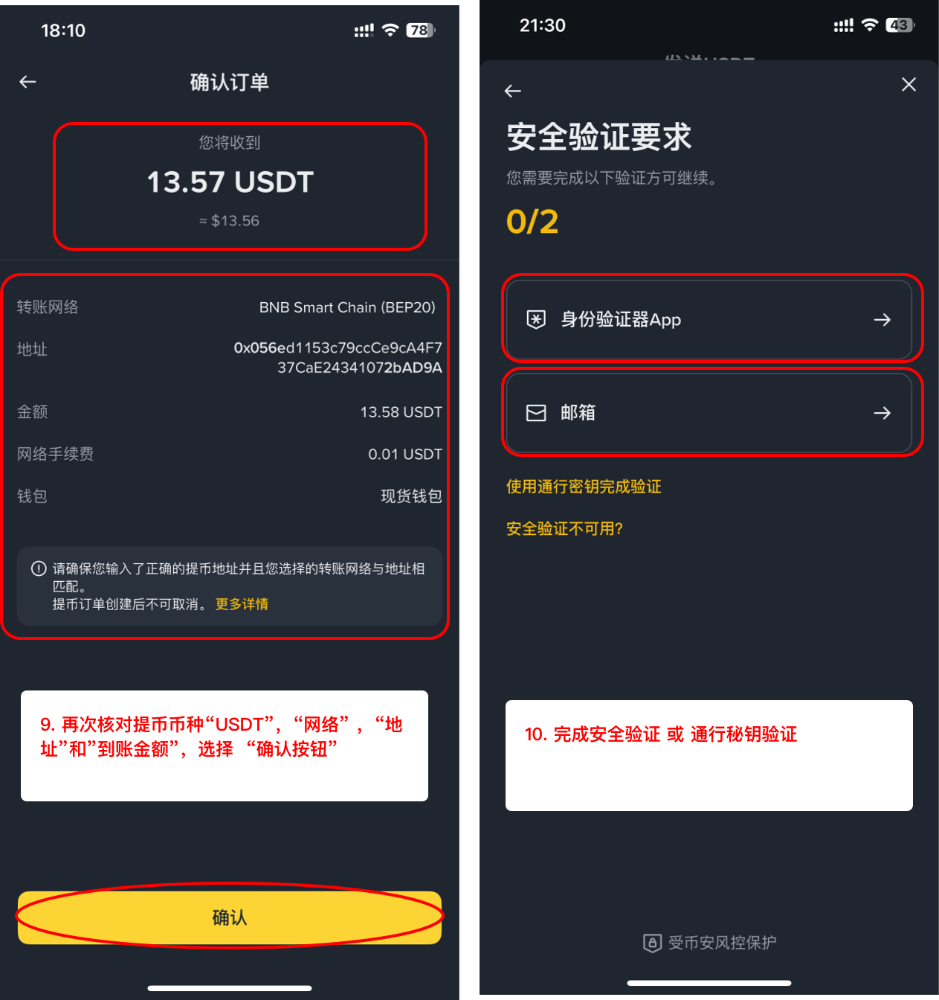 18:10
78
确认订单
您将收到
13.57 USDT
≈ $13.56
转账网络
BNB Smart Chain (BEP20)
地址
0x056ed1153c79ccCe9cA4F7
37CaE24341072bAD9A
金额
13.58 USDT
网络手续费
0.01 USDT
钱包
现货钱包
请确保您输入了正确的提币地址并且您选择的转账网络与地址相
匹配。
提币订单创建后不可取消。 更多详情
9. 再次核对提币币种“USDT”，“网络” ，“地
址”和”到账金额”，选择 “确认按钮”
确认
21:30
43
发送USDT
安全验证要求
您需要完成以下验证方可继续。
0/2
身份验证器App
邮箱
使用通行密钥完成验证
安全验证不可用?
10. 完成安全验证 或 通行秘钥验证
受币安风控保护